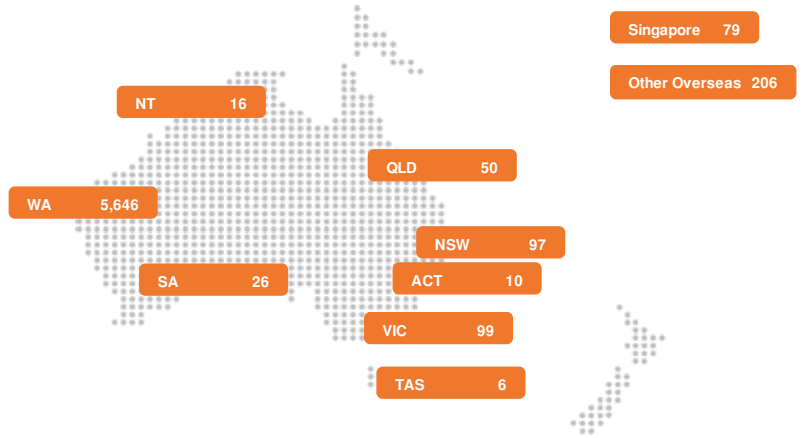 Singapore 79
Other Overseas 206
NT 16
QLD 50
WA 5,646
NSW 97
SA 26
ACT 10
VIC 99
TAS 6